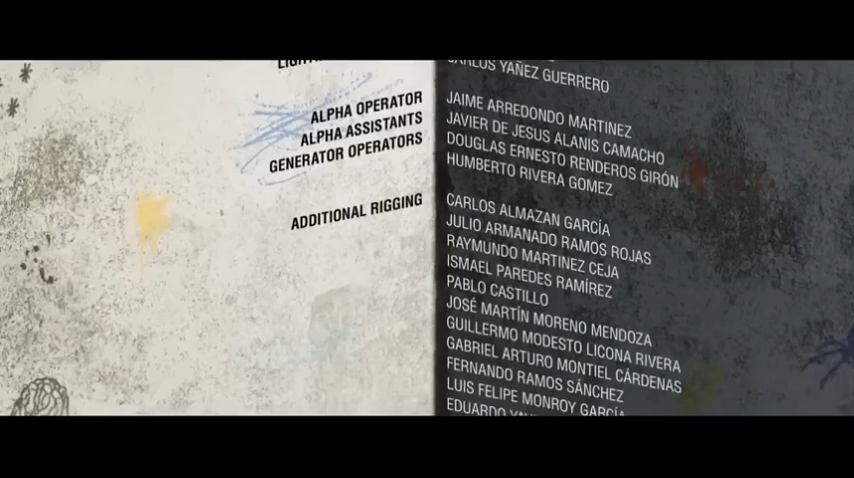 CARLOS YAÑEZ GUERRERO
ALPHA OPERATOR JAIME ARREDONDO MARTINEZ
ALPHA ASSISTANTS JAVIER DE JESUS ALANIS CAMACHO
GENERATOR OPERATORS DOUGLAS ERNESTO RENDEROS GIRÓN
HUMBERTO RIVERA GOMEZ
ADDITIONAL RIGGING CARLOS ALMAZAN GARCÍA
JULIO ARMANADO RAMOS ROJAS
RAYMUNDO MARTINEZ CEJA
ISMAEL PAREDES RAMÍREZ
PABLO CASTILLO
JOSÉ MARTÍN MORENO MENDOZA
GUILLERMO MODESTO LICONA RIVERA
GABRIEL ARTURO MONTIEL CÁRDENAS
FERNANDO RAMOS SÁNCHEZ
LUIS FELIPE MONROY GARCÍA
EDUARDO